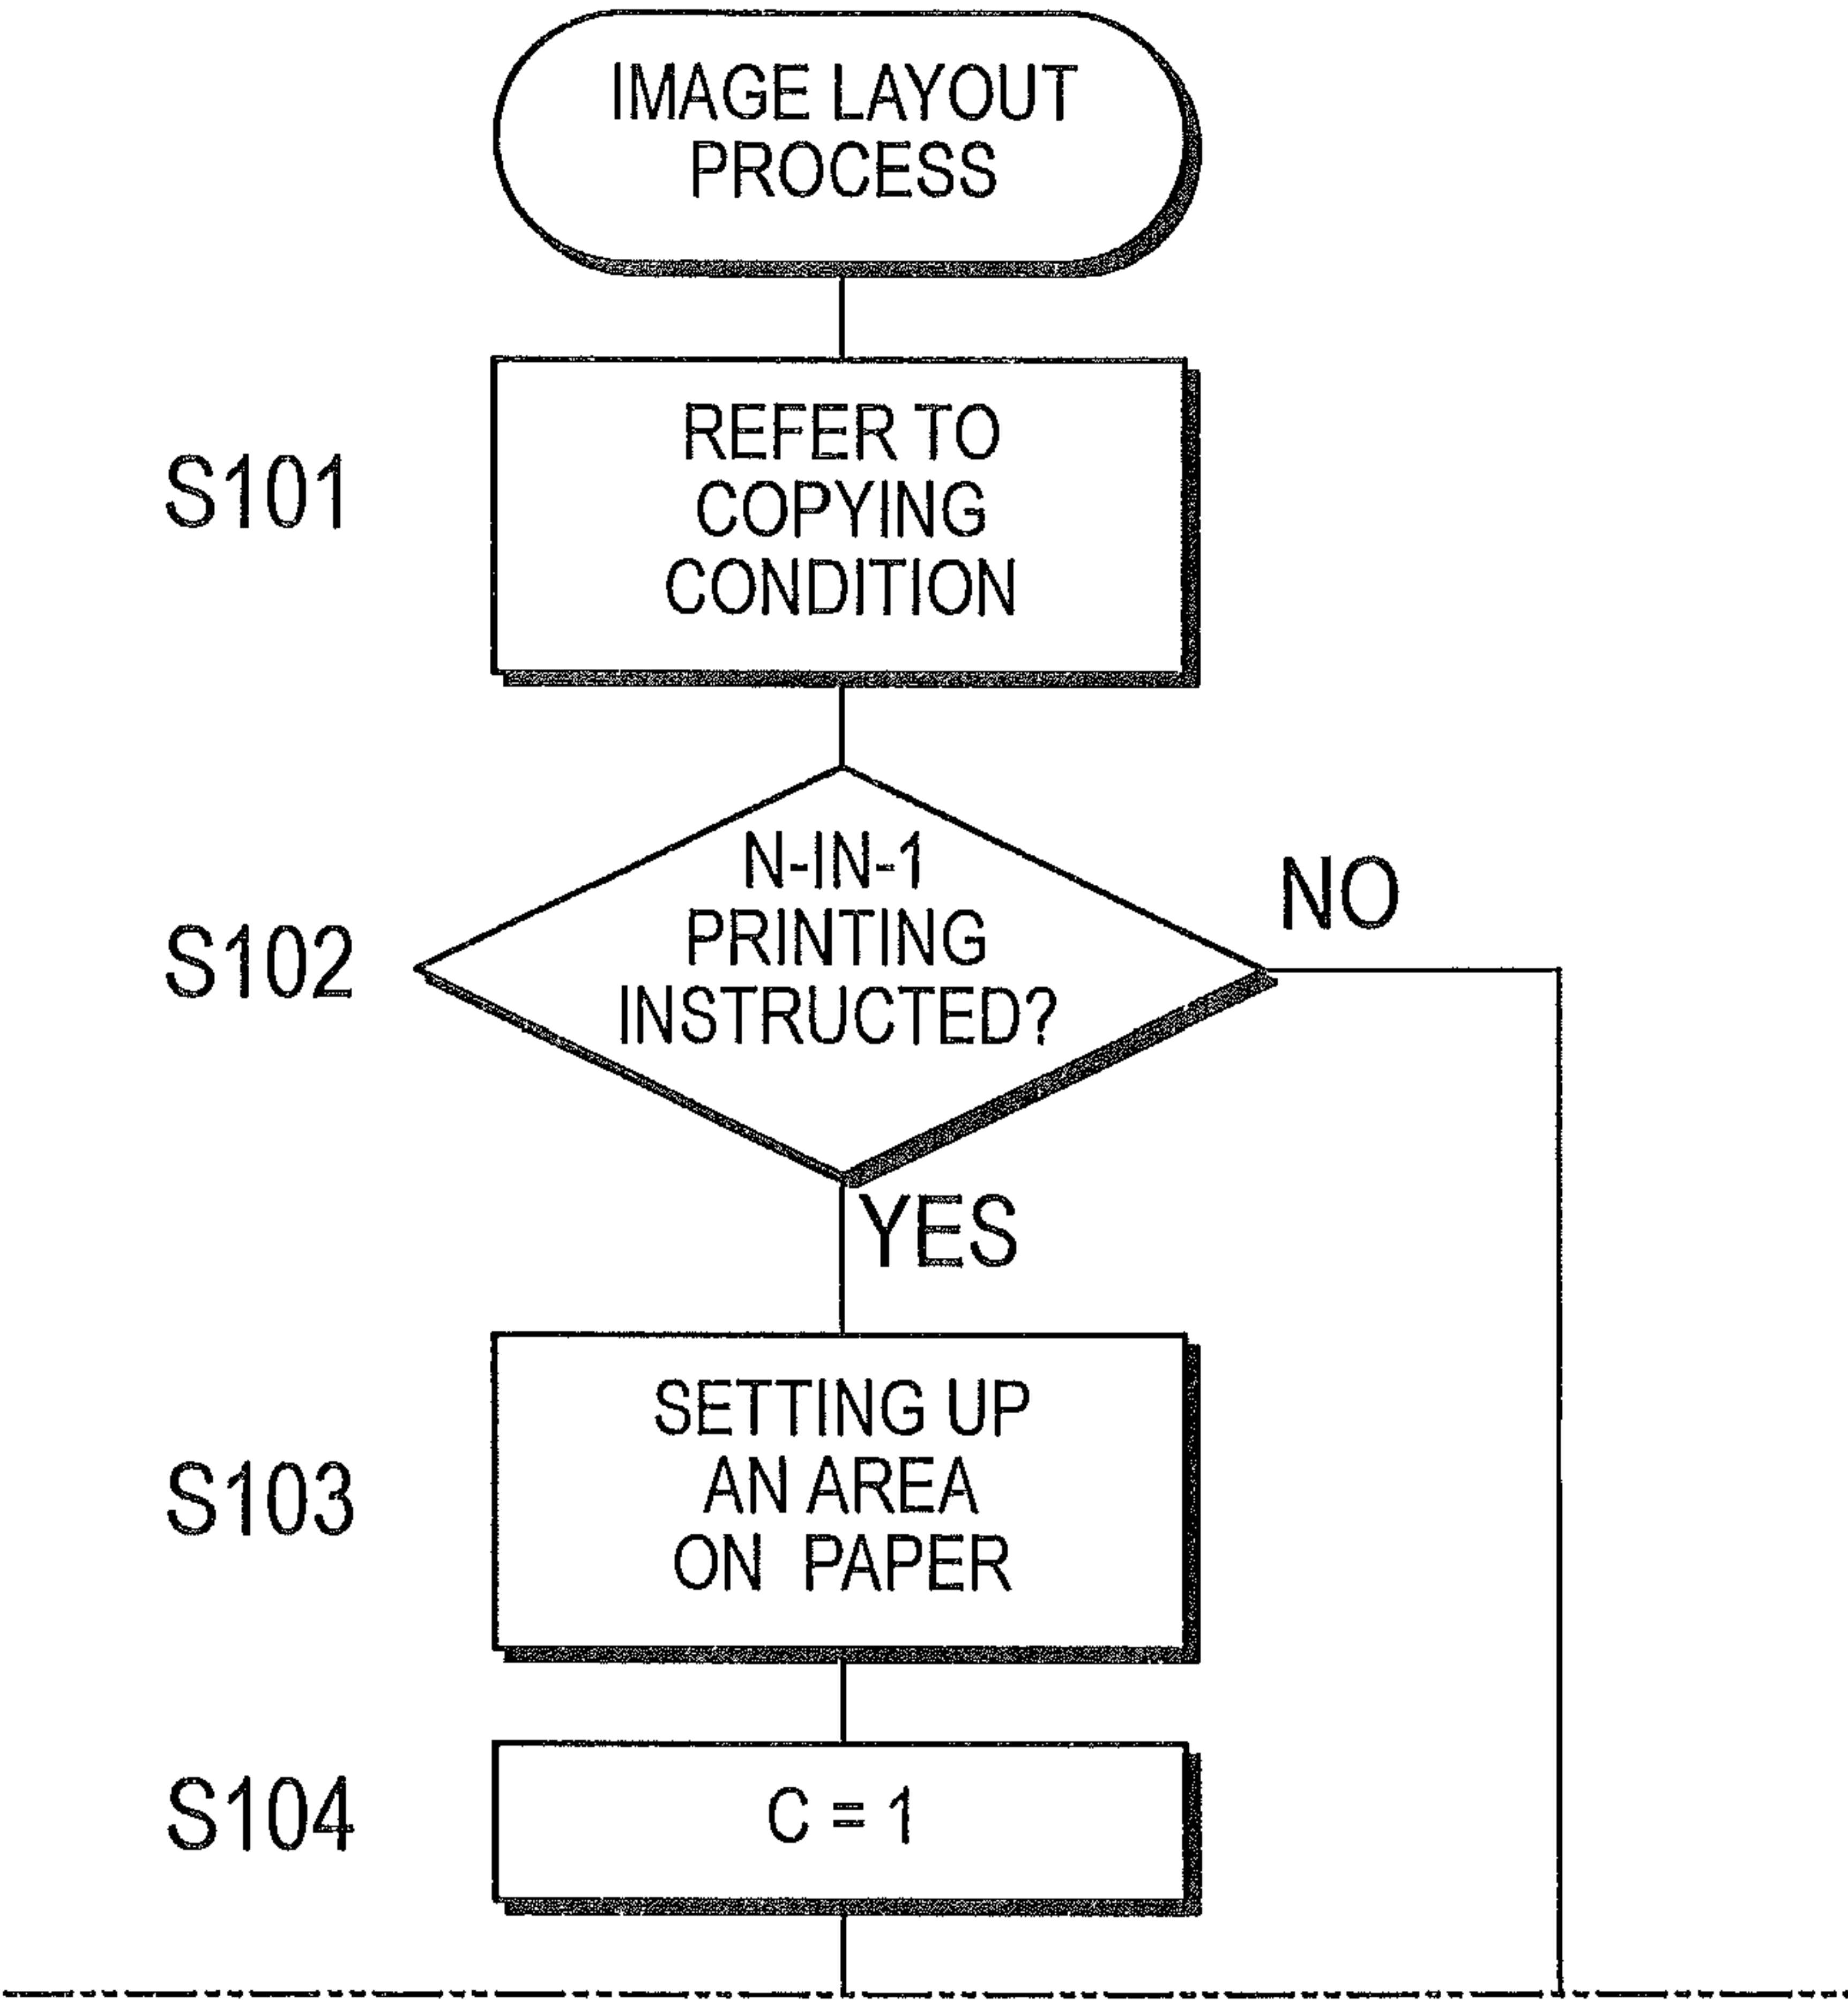 IMAGE LAYOUT
PROCESS
S101
REFER TO
COPYING
CONDITION
S102
N-IN-1
PRINTING
INSTRUCTED?
NO
YES
S103
SETTING UP
AN AREA
ON PAPER
S104
C = 1